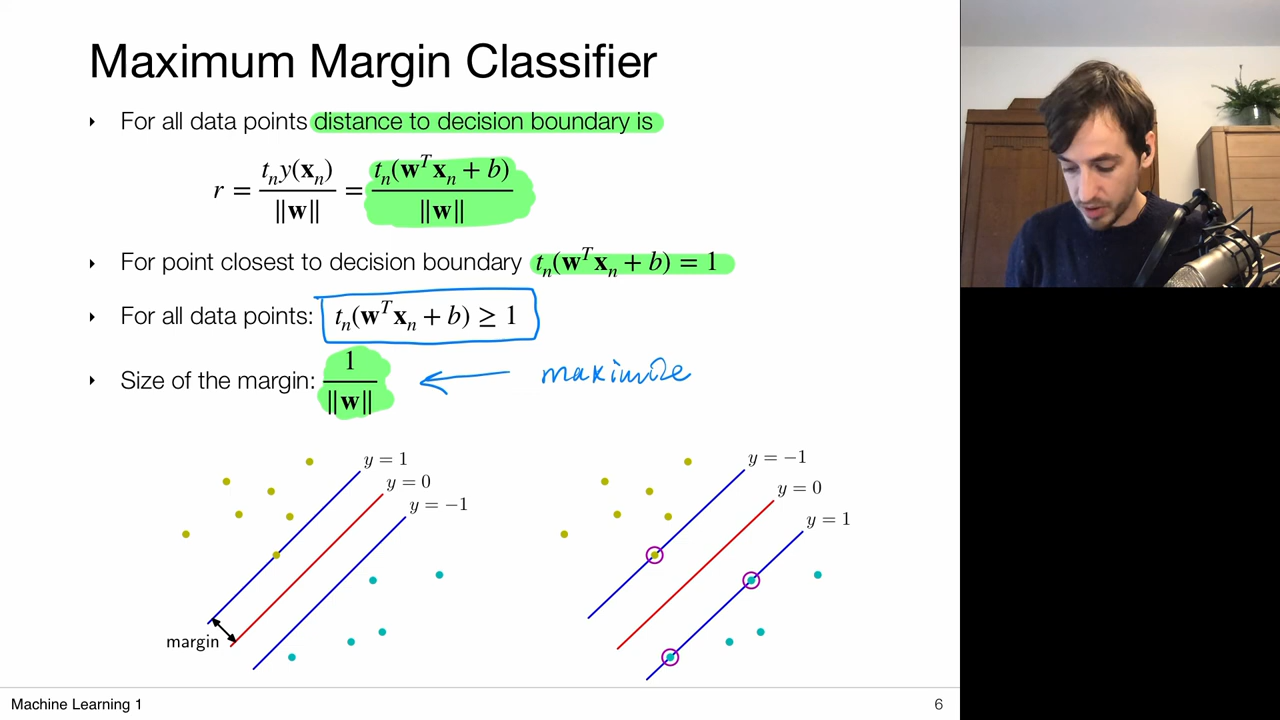 Maximum Margin Classifier
‣ For all data points distance to decision boundary is
r = tₙy(𝐱ₙ) / ‖𝐰‖ = tₙ(𝐰ᵀ𝐱ₙ + b) / ‖𝐰‖
‣ For point closest to decision boundary tₙ(𝐰ᵀ𝐱ₙ + b) = 1
‣ For all data points: tₙ(𝐰ᵀ𝐱ₙ + b) ≥ 1
‣ Size of the margin: 1 / ‖𝐰‖ ← maximize
y = 1
y = 0
y = −1
margin
y = −1
y = 0
y = 1
Machine Learning 1
6